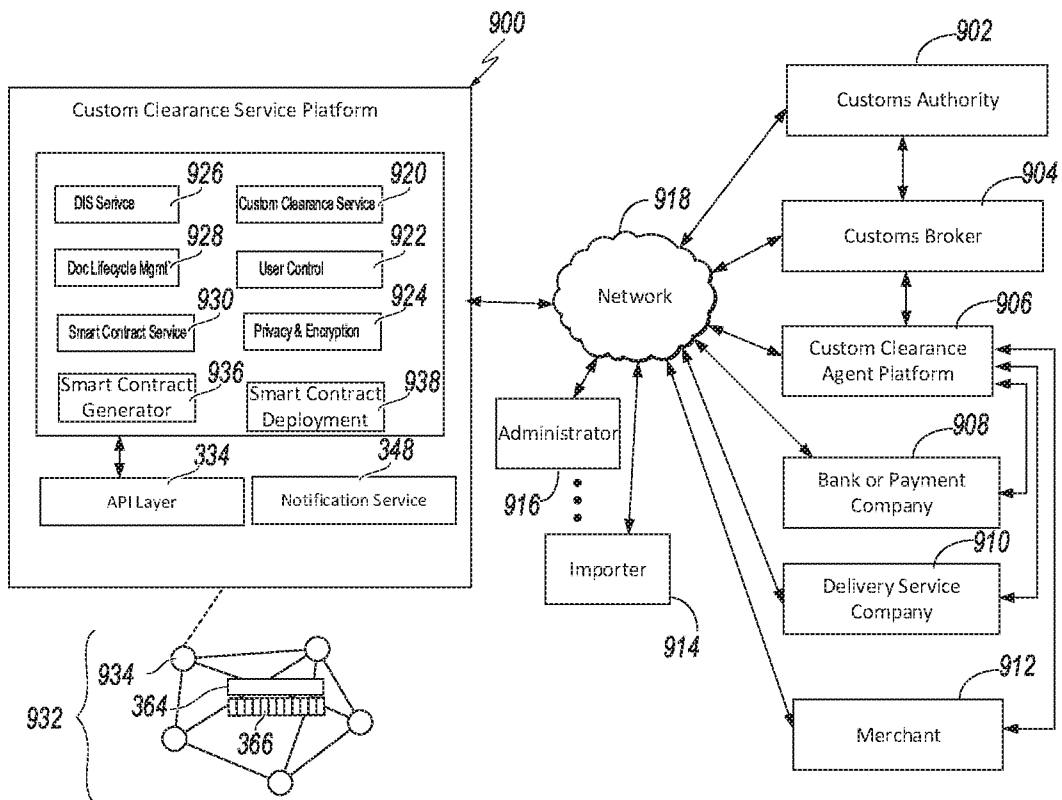 900
Custom Clearance Service Platform
926
DIS Serivce
920
Custom Clearance Service
928
Doc Lifecycle Mgmt'
922
User Control
930
Smart Contract Service
924
Privacy & Encryption
Smart Contract
Generator
936
Smart Contract
Deployment
938
334
API Layer
348
Notification Service
932
934
364
366
918
Network
Administrator
916
Importer
914
902
Customs Authority
904
Customs Broker
906
Custom Clearance
Agent Platform
908
Bank or Payment
Company
910
Delivery Service
Company
912
Merchant